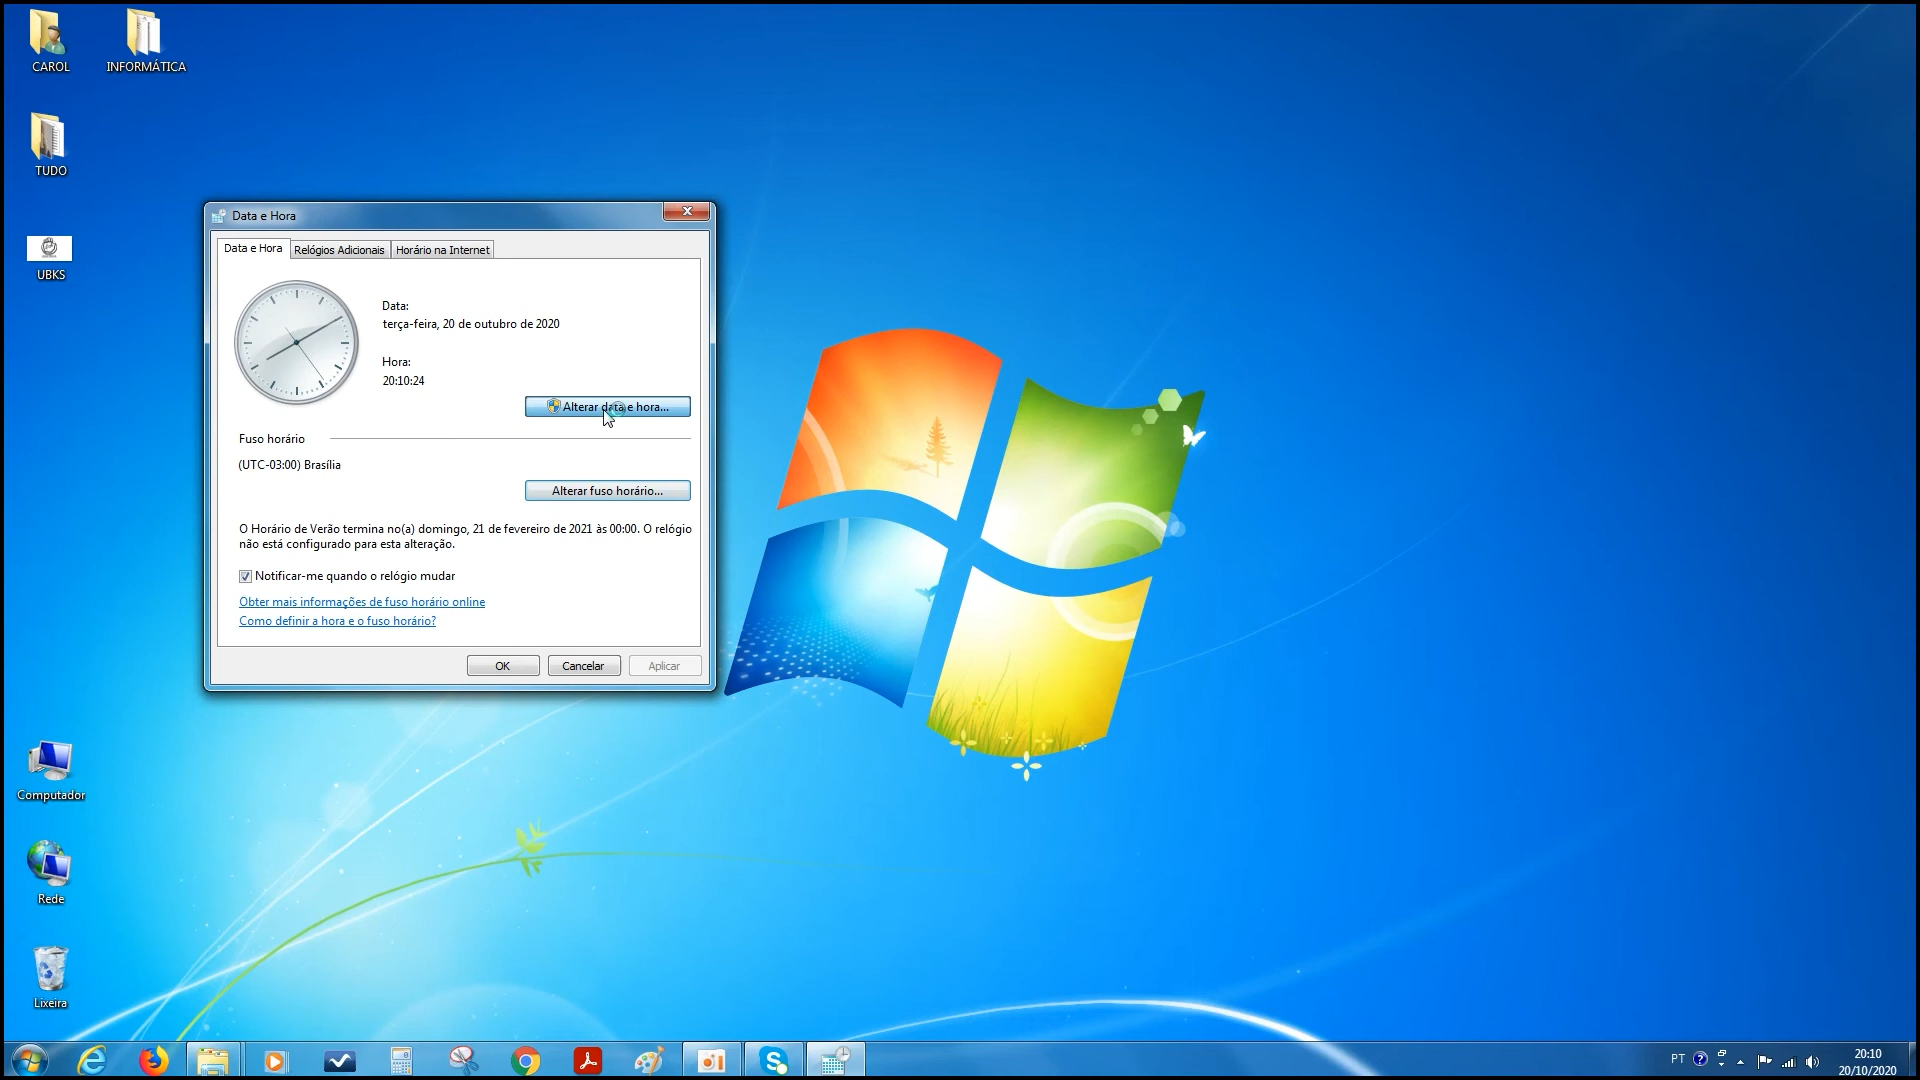 CAROL
INFORMÁTICA
TUDO
UBKS
Data e Hora
Data e Hora
Relógios Adicionais
Horário na Internet
Data:
terça-feira, 20 de outubro de 2020
Hora:
20:10:24
Alterar data e hora...
Fuso horário
(UTC-03:00) Brasília
Alterar fuso horário...
O Horário de Verão termina no(a) domingo, 21 de fevereiro de 2021 às 00:00. O relógio
não está configurado para esta alteração.
Notificar-me quando o relógio mudar
Obter mais informações de fuso horário online
Como definir a hora e o fuso horário?
OK
Cancelar
Aplicar
Computador
Rede
Lixeira
PT
20:10
20/10/2020